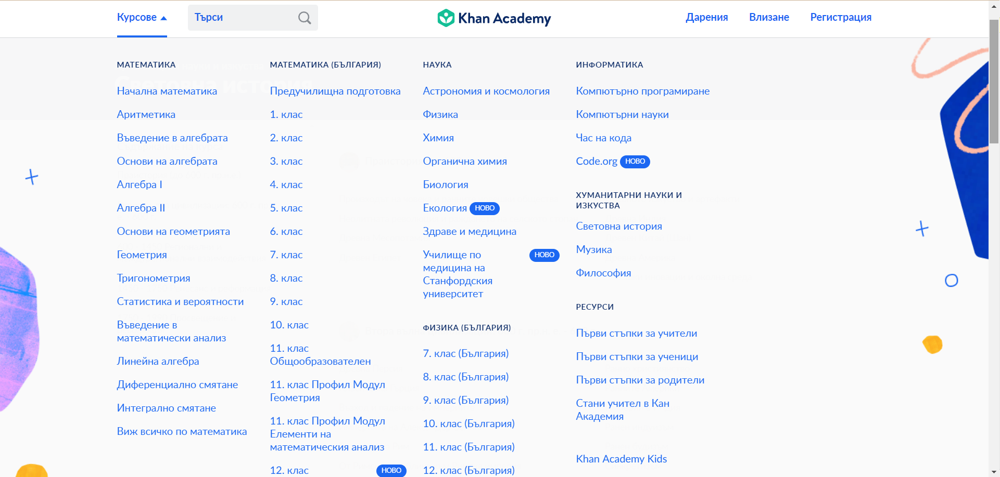 Курсове
Търси
Khan Academy
Дарения
Влизане
Регистрация
МАТЕМАТИКА
Начална математика
Аритметика
Въведение в алгебрата
Основи на алгебрата
Алгебра I
Алгебра II
Основи на геометрията
Геометрия
Тригонометрия
Статистика и вероятности
Въведение в
математически анализ
Линейна алгебра
Диференциално смятане
Интегрално смятане
Виж всичко по математика
МАТЕМАТИКА (БЪЛГАРИЯ)
Предучилищна подготовка
1. клас
2. клас
3. клас
4. клас
5. клас
6. клас
7. клас
8. клас
9. клас
10. клас
11. клас
Общообразователен
11. клас Профил Модул
Геометрия
11. клас Профил Модул
Елементи на
математическия анализ
12. клас НОВО
НАУКА
Астрономия и космология
Физика
Химия
Органична химия
Биология
Екология НОВО
Здраве и медицина
Училище по НОВО
медицина на
Станфордския
университет
ФИЗИКА (БЪЛГАРИЯ)
7. клас (България)
8. клас (България)
9. клас (България)
10. клас (България)
11. клас (България)
12. клас (България)
ИНФОРМАТИКА
Компютърно програмиране
Компютърни науки
Час на кода
Code.org НОВО
ХУМАНИТАРНИ НАУКИ И
ИЗКУСТВА
Световна история
Музика
Философия
РЕСУРСИ
Първи стъпки за учители
Първи стъпки за ученици
Първи стъпки за родители
Стани учител в Кан
Академия
Khan Academy Kids
Световна история